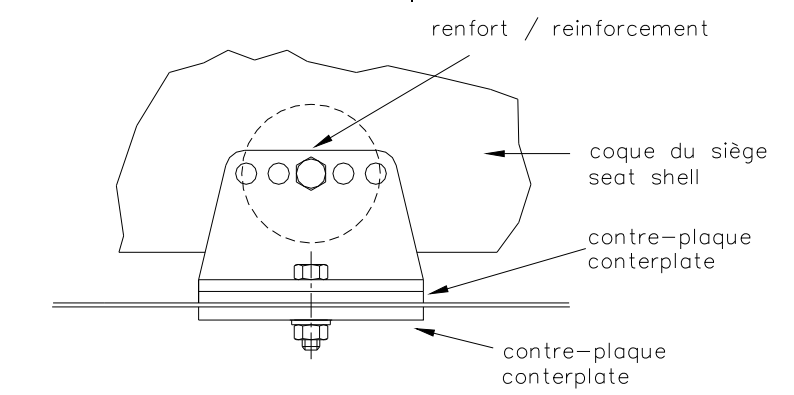 renfort / reinforcement
coque du siège
seat shell
contre-plaque
conterplate
contre-plaque
conterplate